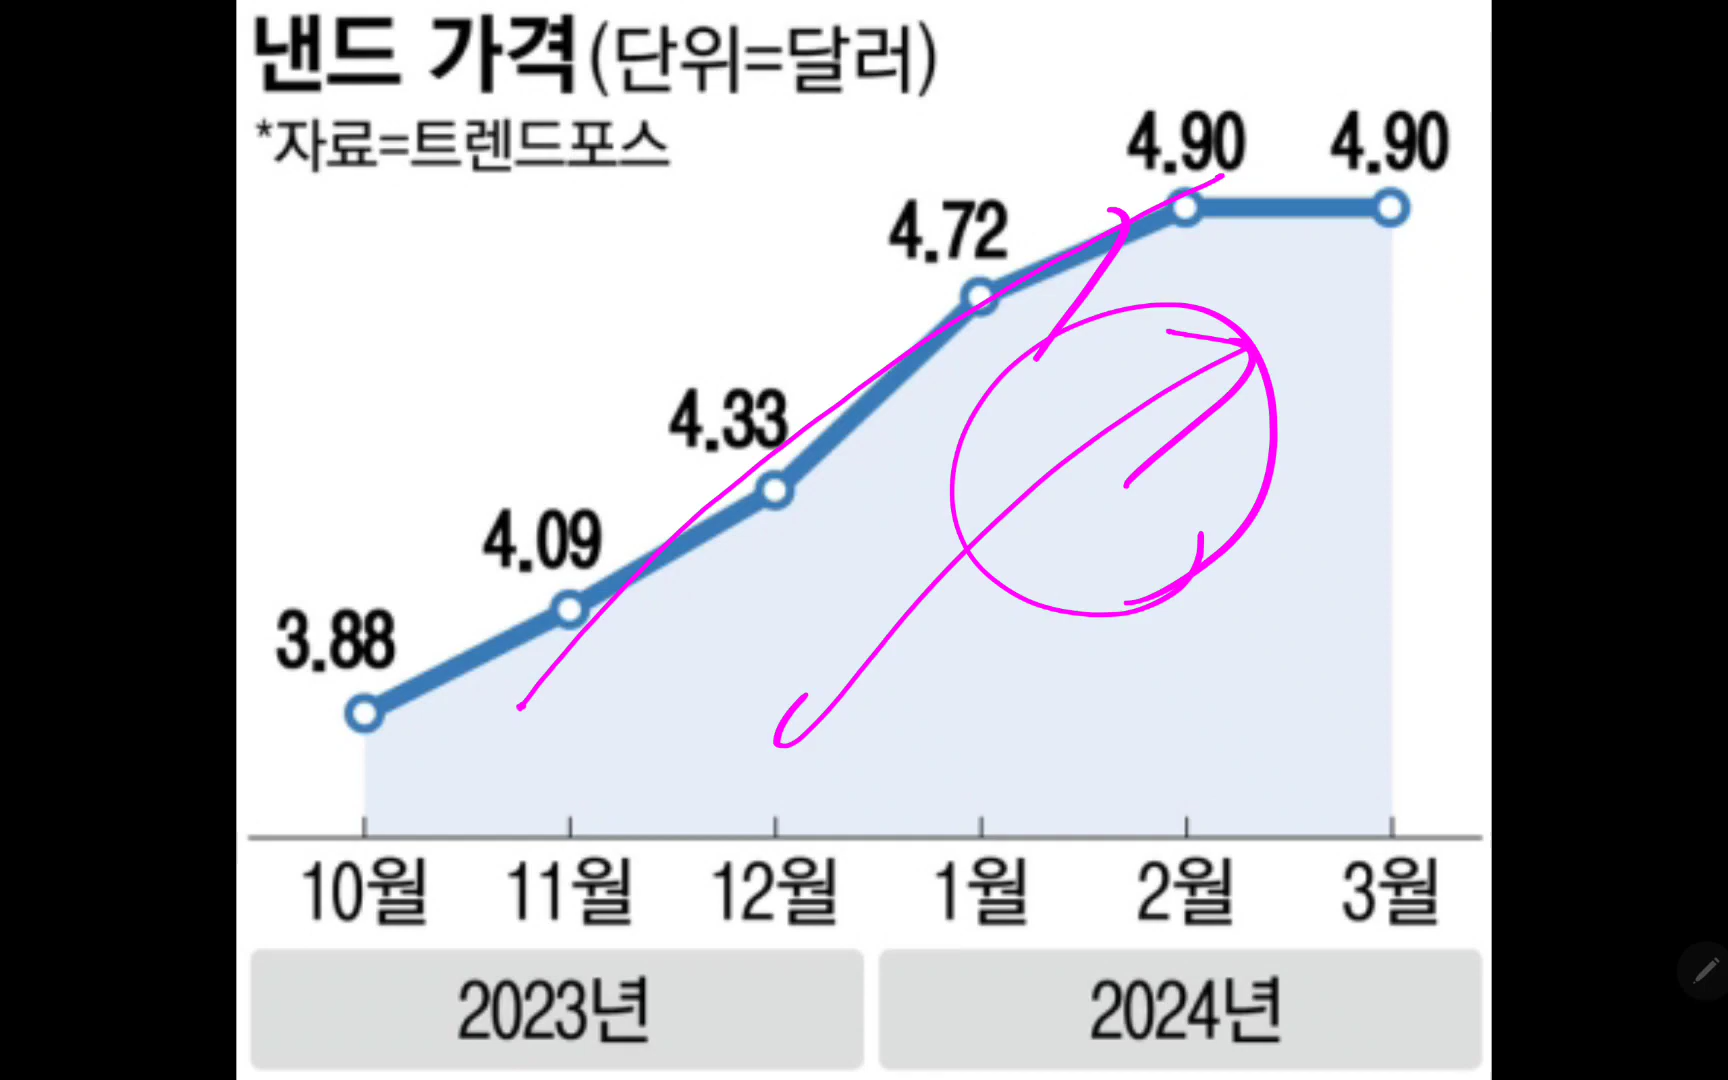 낸드 가격(단위=달러)
*자료=트렌드포스
4.90 4.90
4.72
4.33
4.09
3.88
10월 11월 12월 1월 2월 3월
2023년 2024년